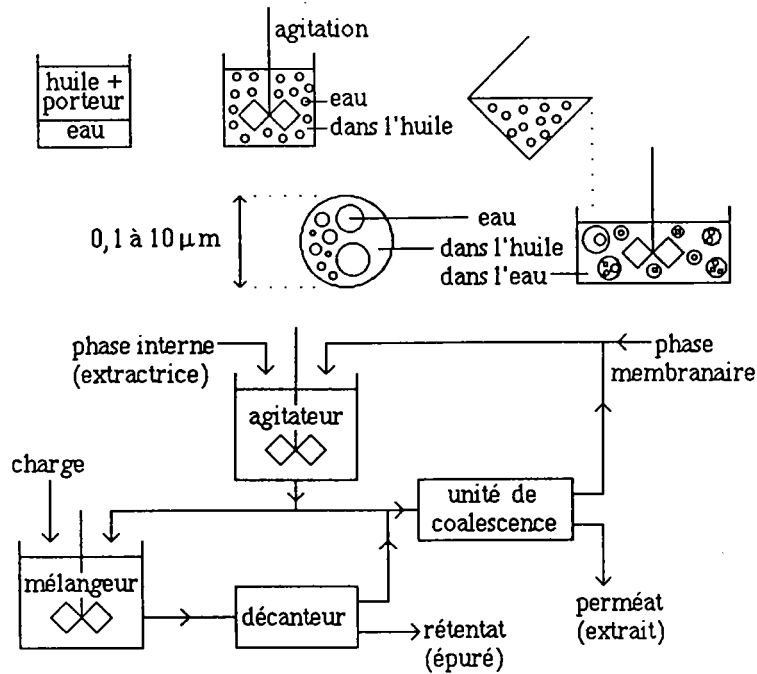 agitation
huile +
porteur
eau
eau
dans l'huile
0,1 à 10 µm
eau
dans l'huile
dans l'eau
phase interne
(extractrice)
phase
membranaire
agitateur
charge
unité de
coalescence
mélangeur
décanteur
rétentat
(épuré)
perméat
(extrait)